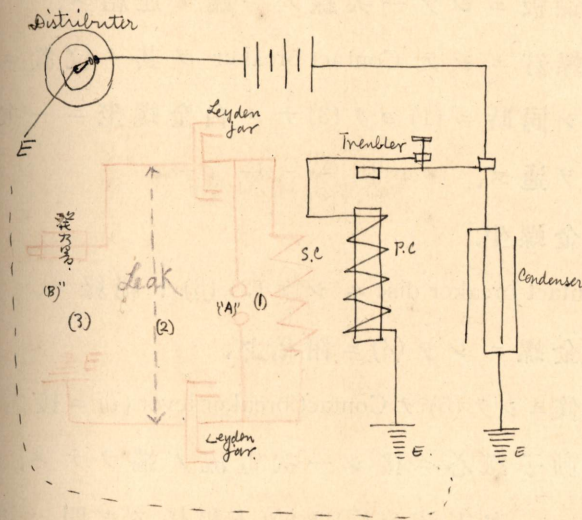 Distributer
E
Leyden
Jar
Trembler
S.C
P.C
Condenser
Leak
"(B)"
(3)
(2)
"(A)" (1)
E
Leyden
Jar.
E.
E